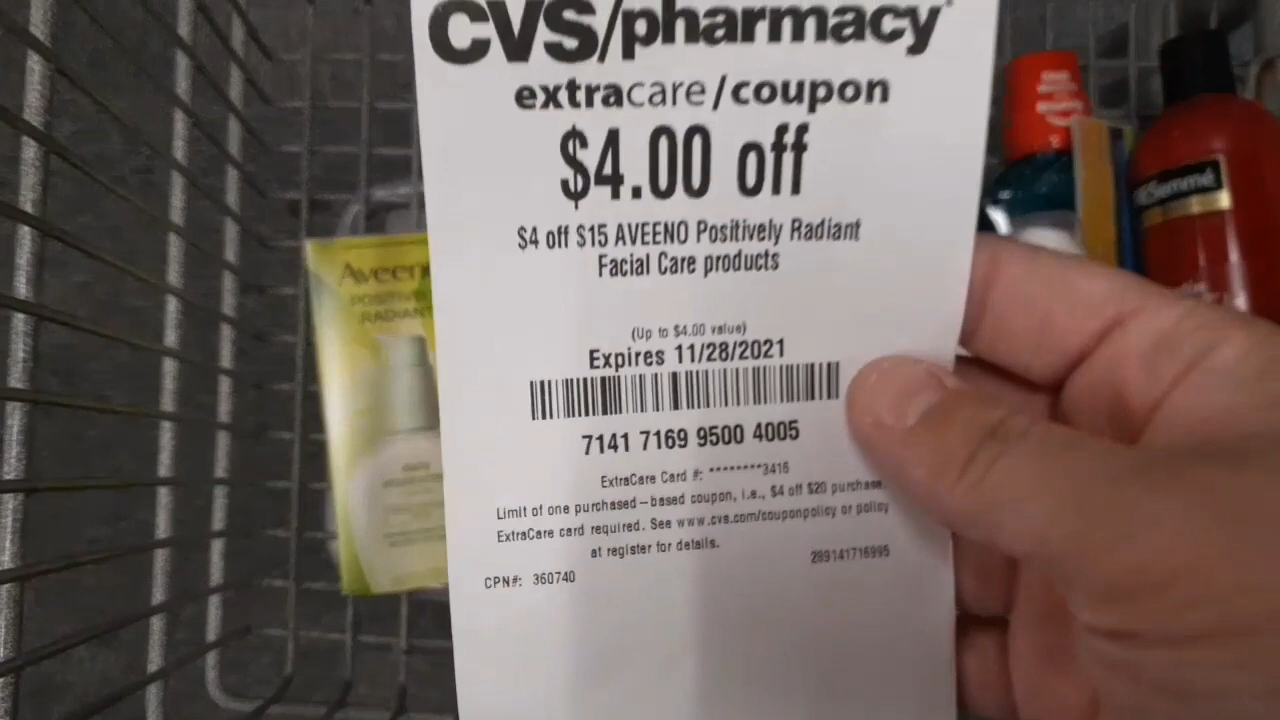 CVS/pharmacy
extracare/coupon
$4.00 off
$4 off $15 AVEENO Positively Radiant
Facial Care products
(Up to $4.00 value)
Expires 11/28/2021
7141 7169 9500 4005
ExtraCare Card #: ********3416
Limit of one purchased-based coupon, i.e., $4 off $20 purchase.
ExtraCare card required. See www.cvs.com/couponpolicy or policy
at register for details.
289141716995
CPN#: 360740
Aveen
POSITIVE
RADIANT
TRESemmé